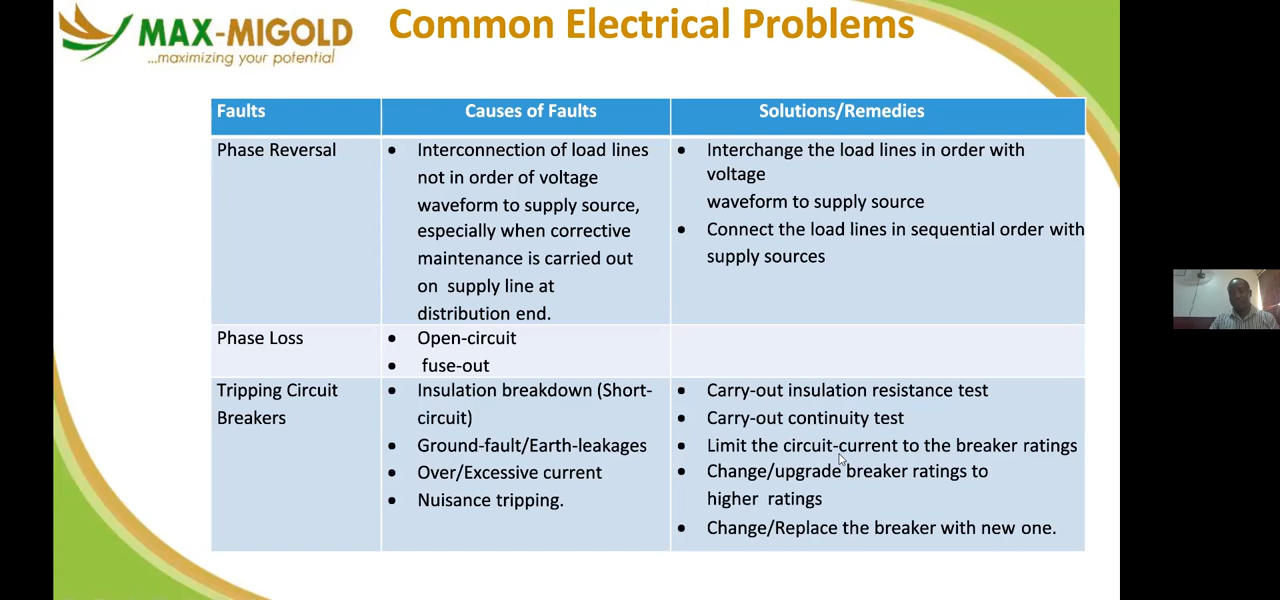 MAX-MIGOLD
...maximizing your potential
Common Electrical Problems
Faults
Causes of Faults
Solutions/Remedies
Phase Reversal
• Interconnection of load lines
not in order of voltage
waveform to supply source,
especially when corrective
maintenance is carried out
on supply line at
distribution end.
• Interchange the load lines in order with
voltage
waveform to supply source
• Connect the load lines in sequential order with
supply sources
Phase Loss
• Open-circuit
• fuse-out
Tripping Circuit
Breakers
• Insulation breakdown (Short-
circuit)
• Ground-fault/Earth-leakages
• Over/Excessive current
• Nuisance tripping.
• Carry-out insulation resistance test
• Carry-out continuity test
• Limit the circuit-current to the breaker ratings
• Change/upgrade breaker ratings to
higher ratings
• Change/Replace the breaker with new one.